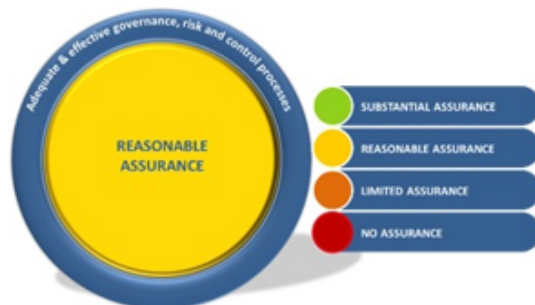 Adequate & effective governance, risk and control processes
REASONABLE
ASSURANCE
SUBSTANTIAL ASSURANCE
REASONABLE ASSURANCE
LIMITED ASSURANCE
NO ASSURANCE